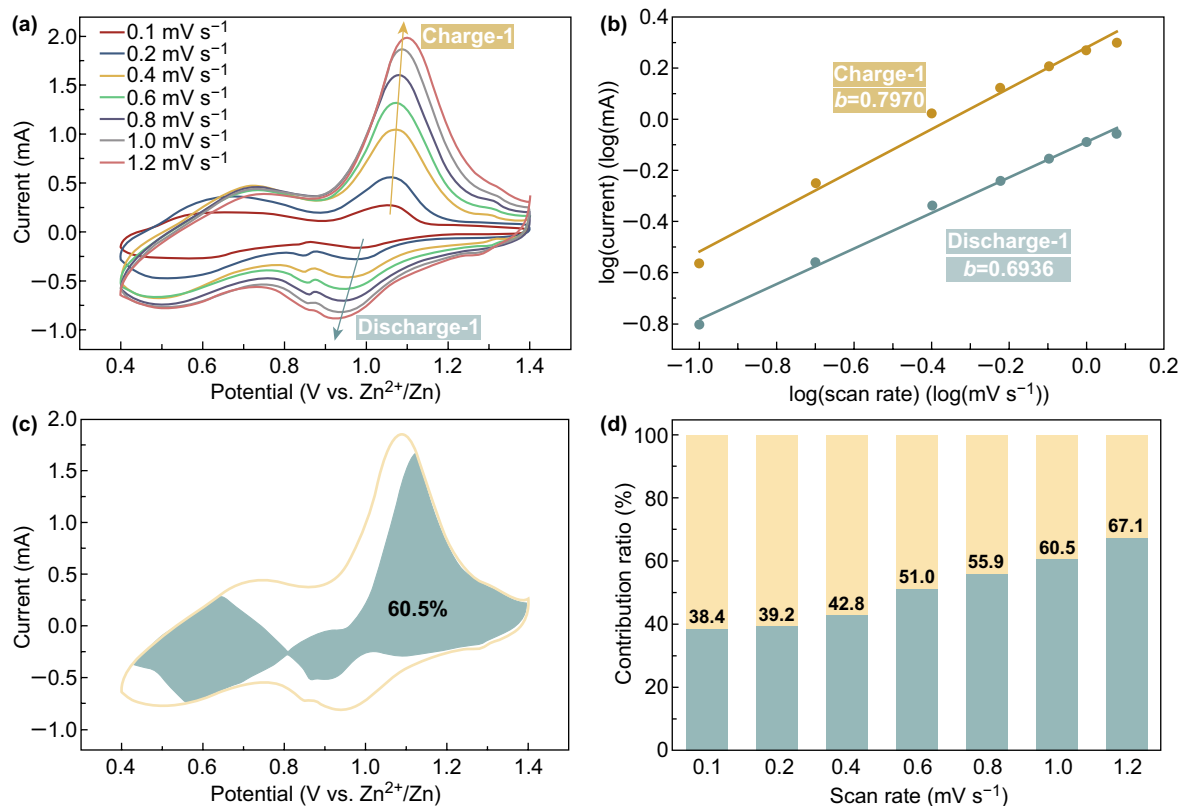 (a)
0.1 mV s⁻¹
0.2 mV s⁻¹
0.4 mV s⁻¹
0.6 mV s⁻¹
0.8 mV s⁻¹
1.0 mV s⁻¹
1.2 mV s⁻¹
Charge-1
Discharge-1
2.0
1.5
1.0
0.5
0.0
−0.5
−1.0
Current (mA)
0.4 0.6 0.8 1.0 1.2 1.4
Potential (V vs. Zn²⁺/Zn)
(b)
Charge-1
b=0.7970
Discharge-1
b=0.6936
0.4
0.2
0.0
−0.2
−0.4
−0.6
−0.8
log(current) (log(mA))
−1.0 −0.8 −0.6 −0.4 −0.2 0.0 0.2
log(scan rate) (log(mV s⁻¹))
(c)
2.0
1.5
1.0
0.5
0.0
−0.5
−1.0
Current (mA)
60.5%
0.4 0.6 0.8 1.0 1.2 1.4
Potential (V vs. Zn²⁺/Zn)
(d)
100
80
60
40
20
0
Contribution ratio (%)
38.4 39.2 42.8 51.0 55.9 60.5 67.1
0.1 0.2 0.4 0.6 0.8 1.0 1.2
Scan rate (mV s⁻¹)